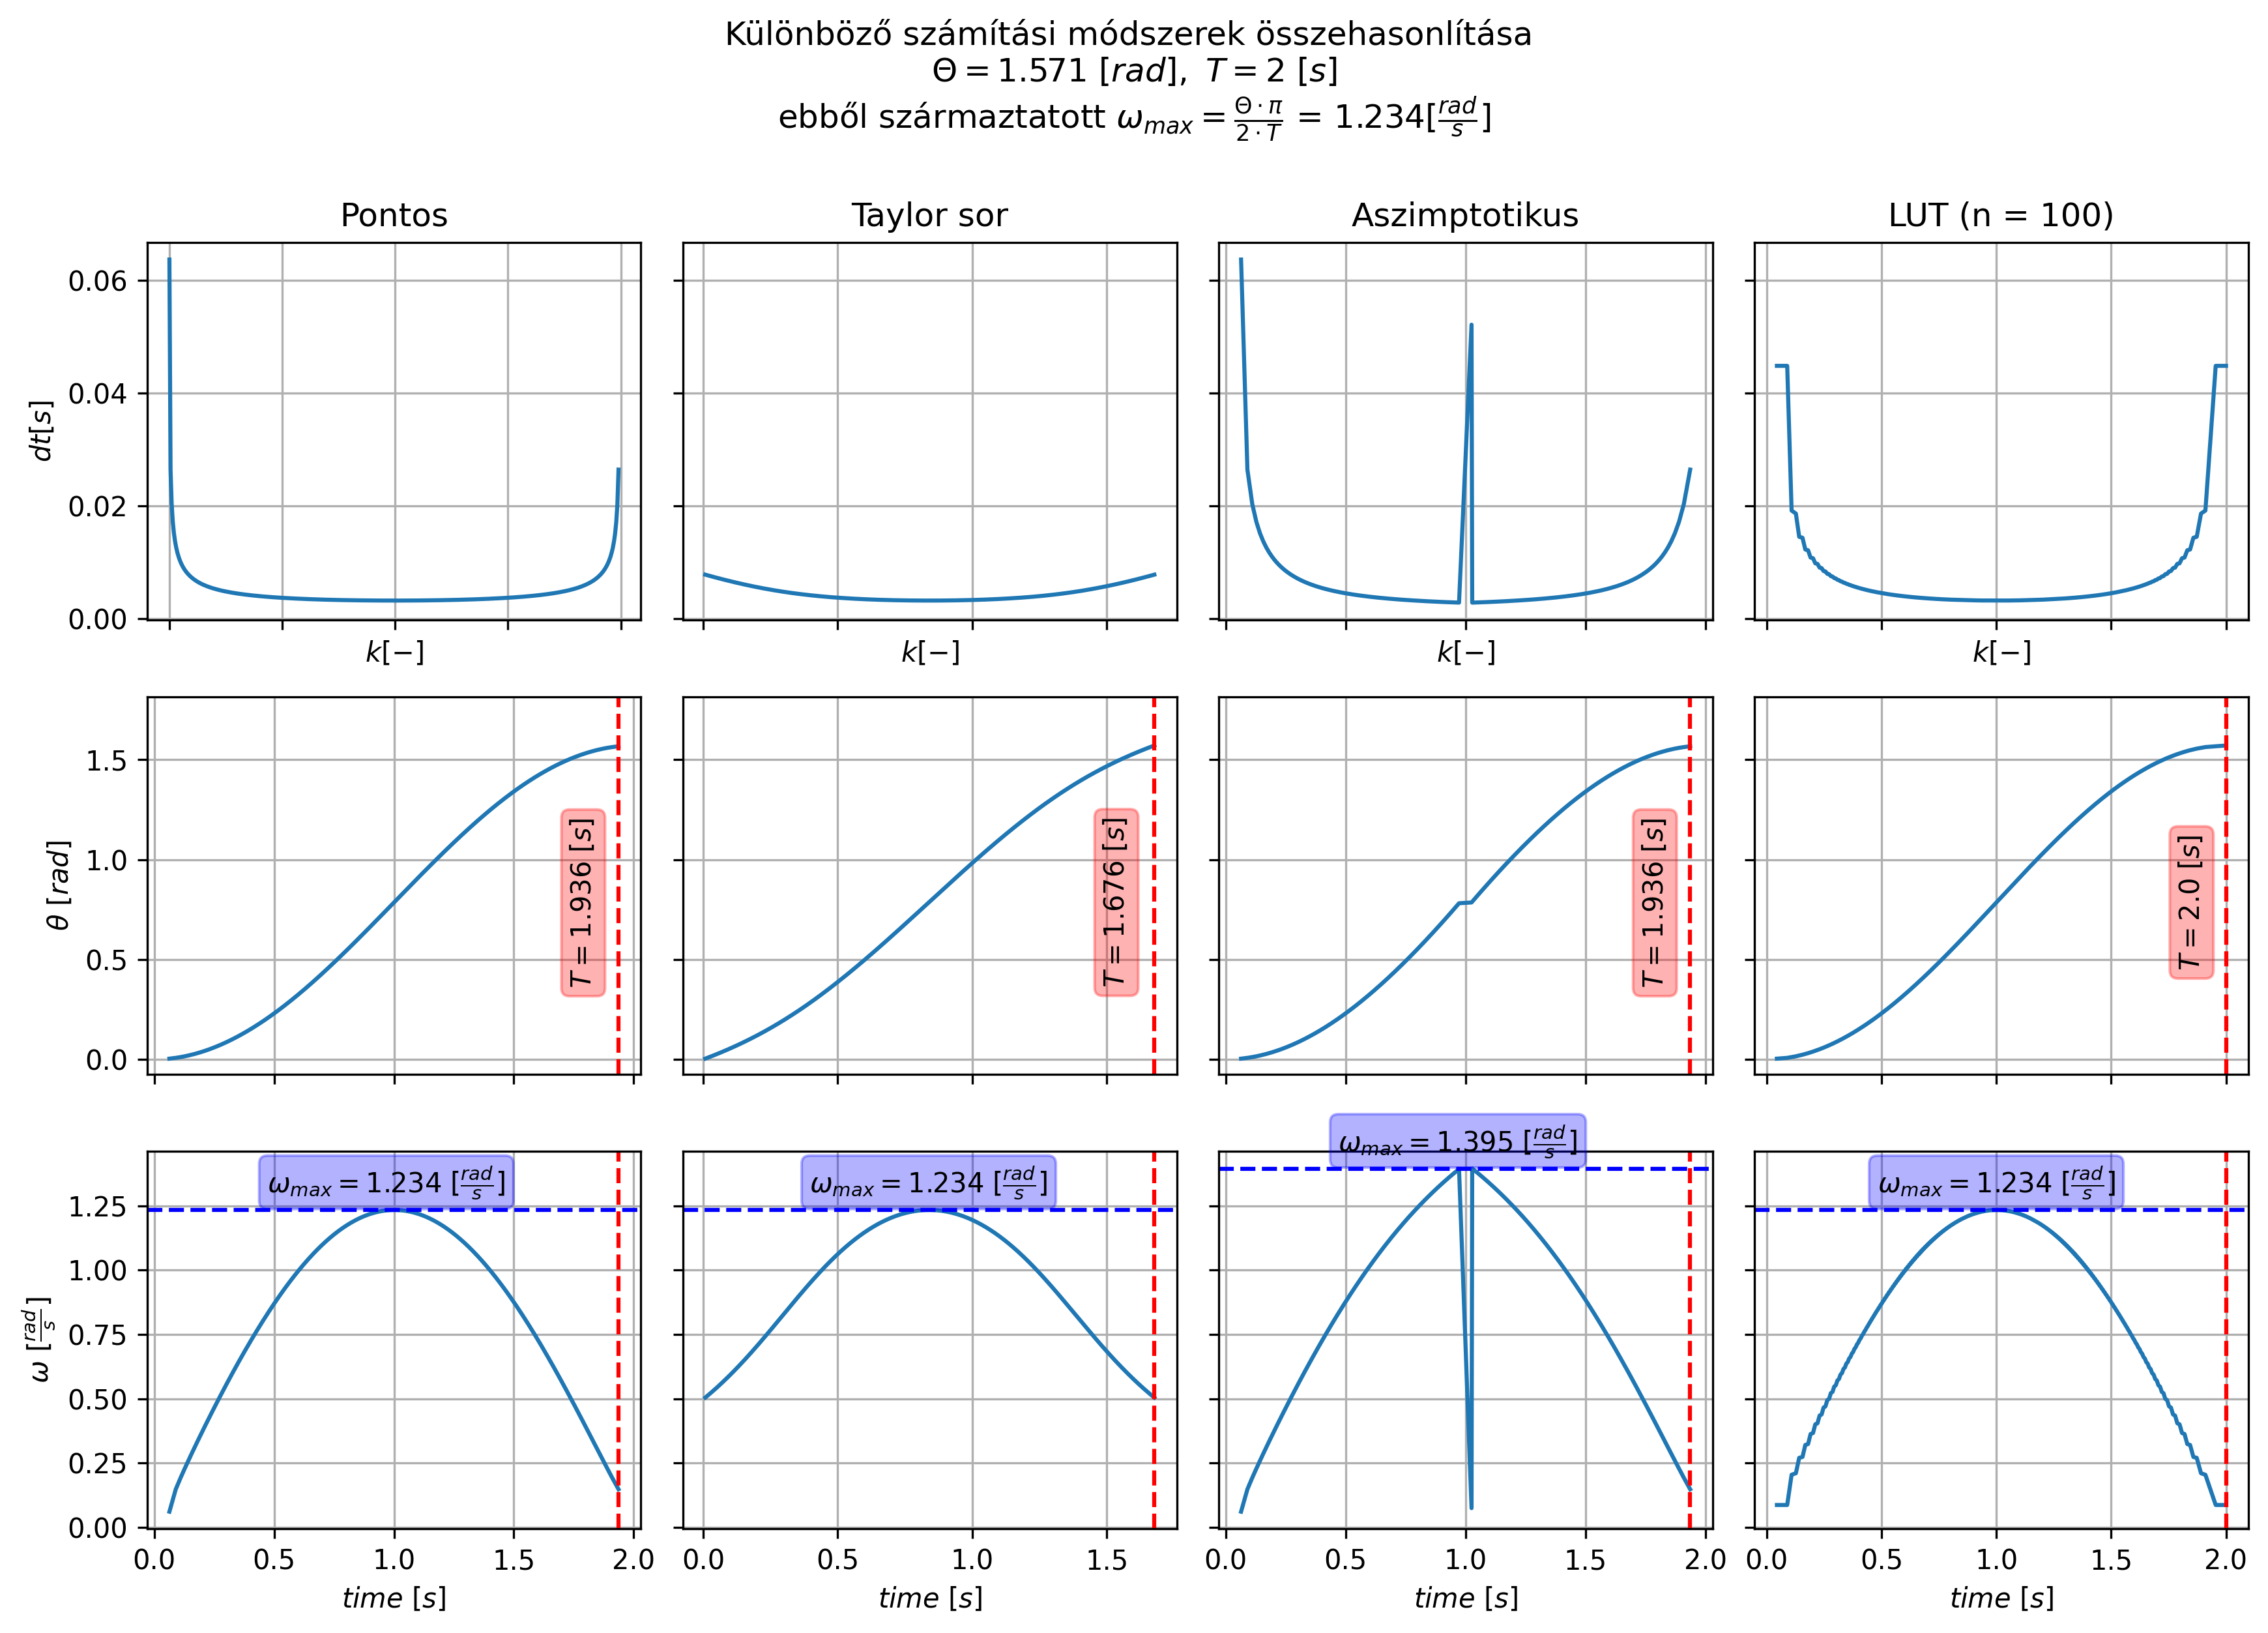 Különböző számítási módszerek összehasonlítása
Θ = 1.571 [rad], T = 2 [s]
ebből származtatott ω_max = Θ·π / 2·T = 1.234[rad/s]
Pontos
Taylor sor
Aszimptotikus
LUT (n = 100)
0.06
0.04
0.02
0.00
dt[s]
k[−]
k[−]
k[−]
k[−]
1.5
1.0
0.5
0.0
θ [rad]
T = 1.936 [s]
T = 1.676 [s]
T = 1.936 [s]
T = 2.0 [s]
ω_max = 1.234 [rad/s]
ω_max = 1.234 [rad/s]
ω_max = 1.395 [rad/s]
ω_max = 1.234 [rad/s]
1.25
1.00
0.75
0.50
0.25
0.00
ω [rad/s]
0.0 0.5 1.0 1.5 2.0
0.0 0.5 1.0 1.5
0.0 0.5 1.0 1.5 2.0
0.0 0.5 1.0 1.5 2.0
time [s]
time [s]
time [s]
time [s]